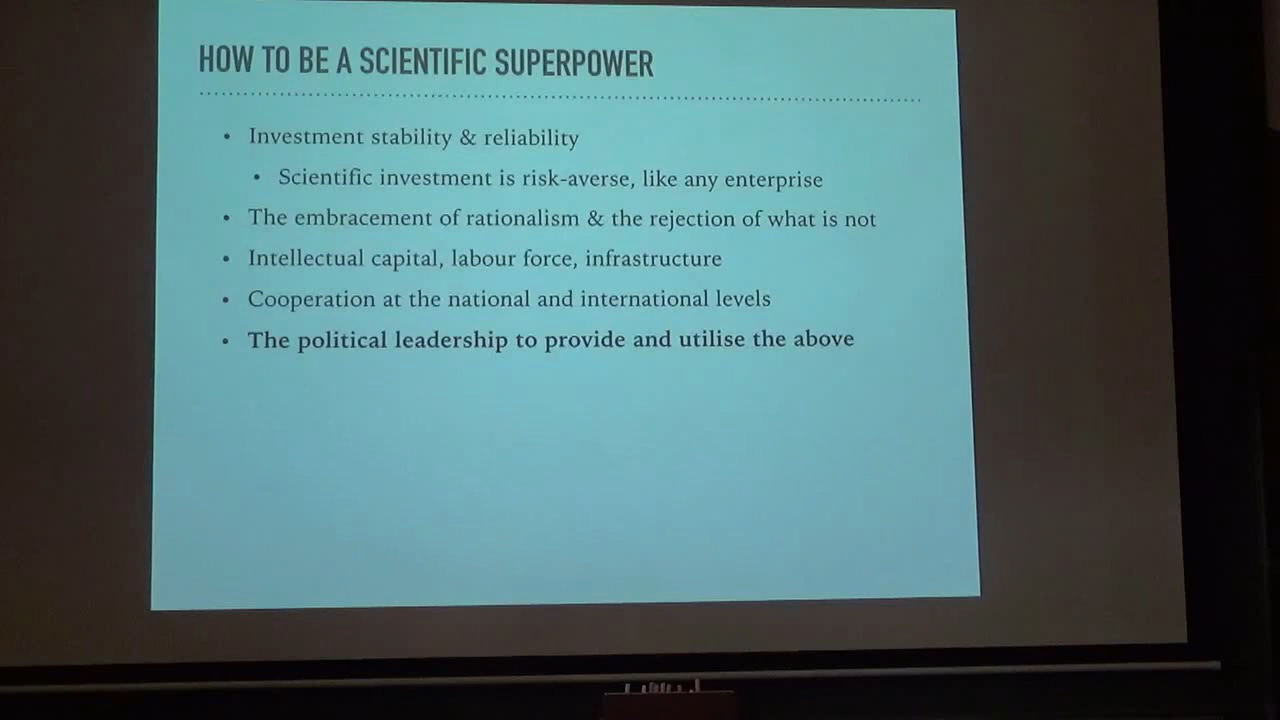 HOW TO BE A SCIENTIFIC SUPERPOWER
• Investment stability & reliability
• Scientific investment is risk-averse, like any enterprise
• The embracement of rationalism & the rejection of what is not
• Intellectual capital, labour force, infrastructure
• Cooperation at the national and international levels
• The political leadership to provide and utilise the above